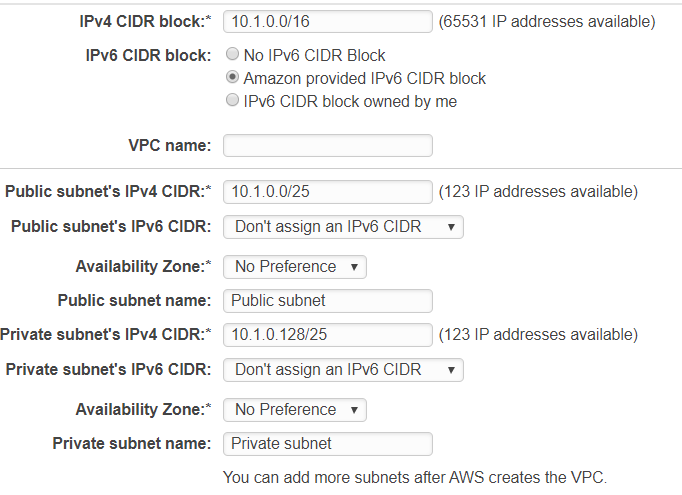 IPv4 CIDR block:* 10.1.0.0/16 (65531 IP addresses available)
IPv6 CIDR block: No IPv6 CIDR Block
Amazon provided IPv6 CIDR block
IPv6 CIDR block owned by me
VPC name:
Public subnet's IPv4 CIDR:* 10.1.0.0/25 (123 IP addresses available)
Public subnet's IPv6 CIDR: Don't assign an IPv6 CIDR
Availability Zone:* No Preference
Public subnet name: Public subnet
Private subnet's IPv4 CIDR:* 10.1.0.128/25 (123 IP addresses available)
Private subnet's IPv6 CIDR: Don't assign an IPv6 CIDR
Availability Zone:* No Preference
Private subnet name: Private subnet
You can add more subnets after AWS creates the VPC.